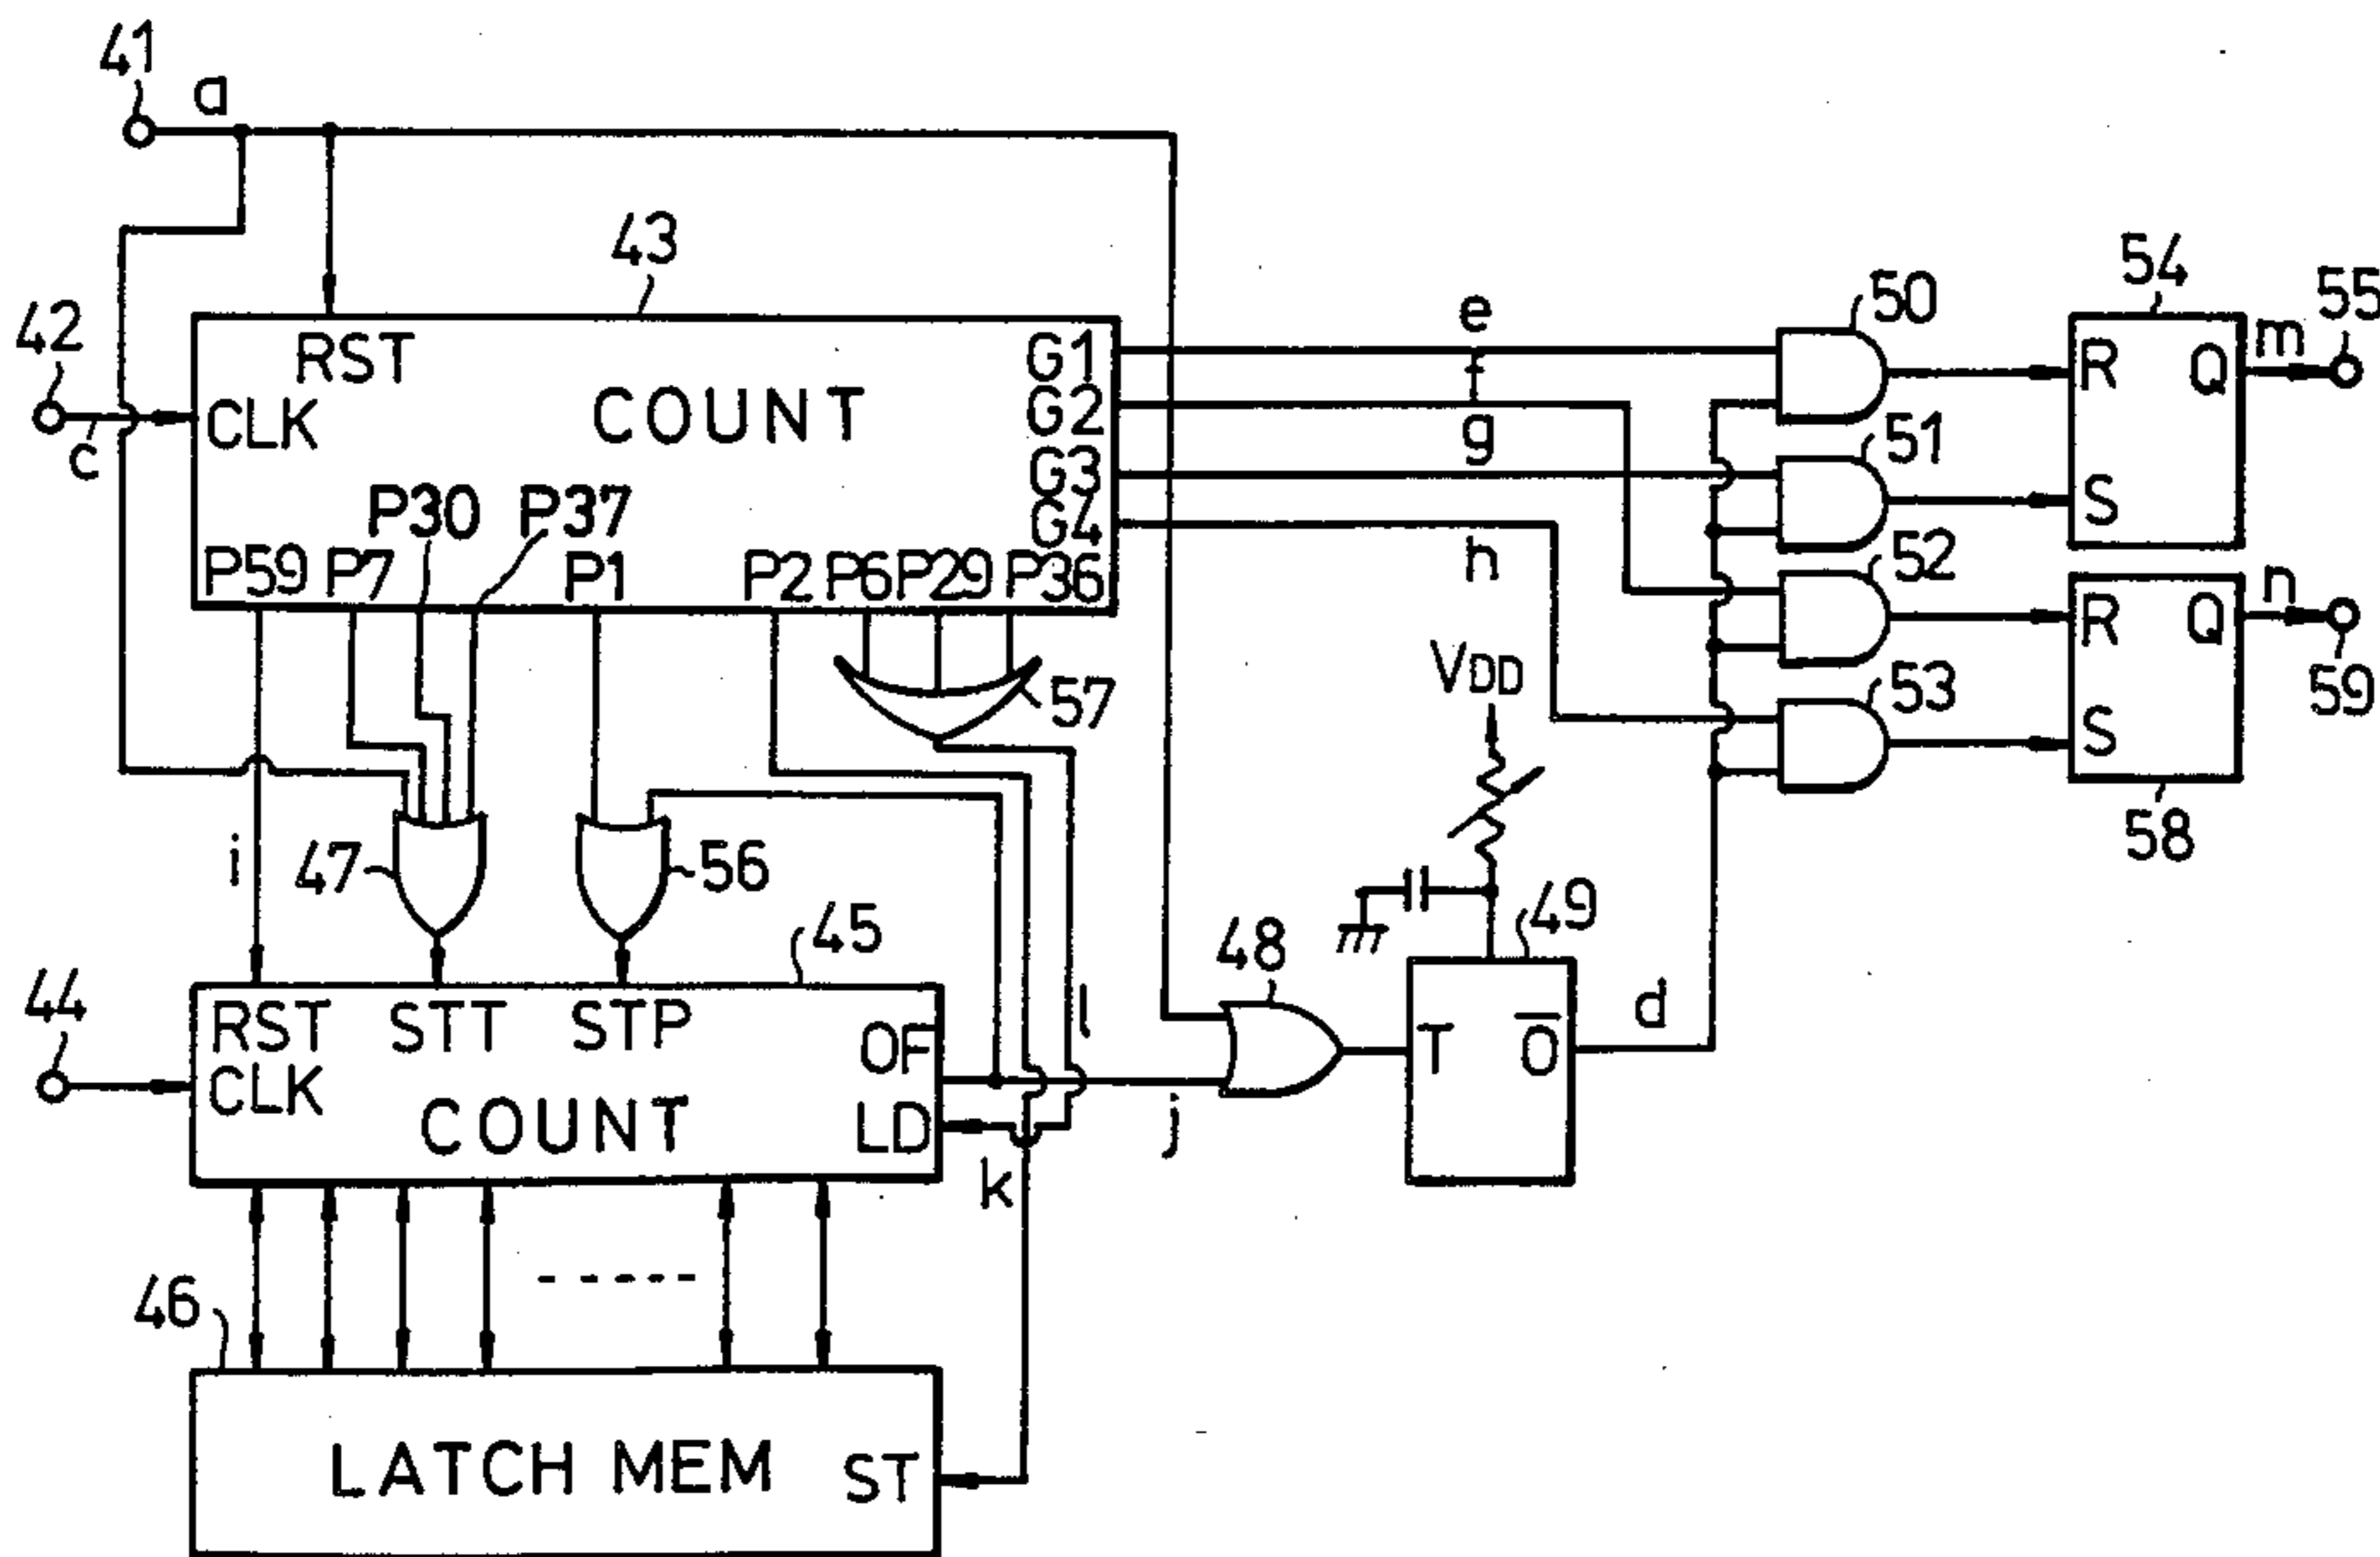 41
a
42
c
43
RST
CLK
COUNT
G1
G2
G3
G4
P30
P37
P59
P7
P1
P2
P6
P29
P36
e
f
g
h
50
51
52
53
54
R
Q
S
m
55
n
R
Q
S
58
59
57
VDD
i
47
56
45
l
44
RST
STT
STP
OF
CLK
COUNT
LD
j
k
48
49
T
O
d
46
LATCH MEM
ST